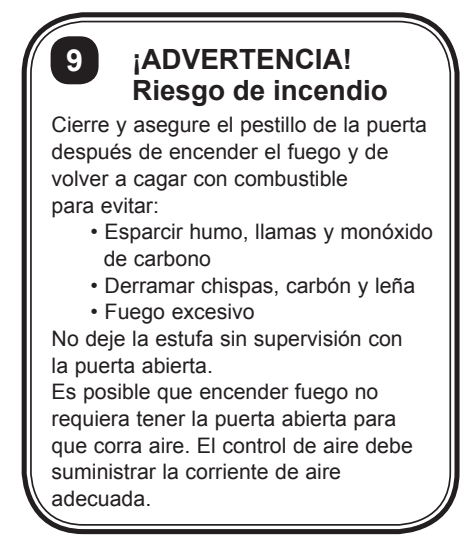 9 ¡ADVERTENCIA!
Riesgo de incendio
Cierre y asegure el pestillo de la puerta
después de encender el fuego y de
volver a cagar con combustible
para evitar:
• Esparcir humo, llamas y monóxido
de carbono
• Derramar chispas, carbón y leña
• Fuego excesivo
No deje la estufa sin supervisión con
la puerta abierta.
Es posible que encender fuego no
requiera tener la puerta abierta para
que corra aire. El control de aire debe
suministrar la corriente de aire
adecuada.